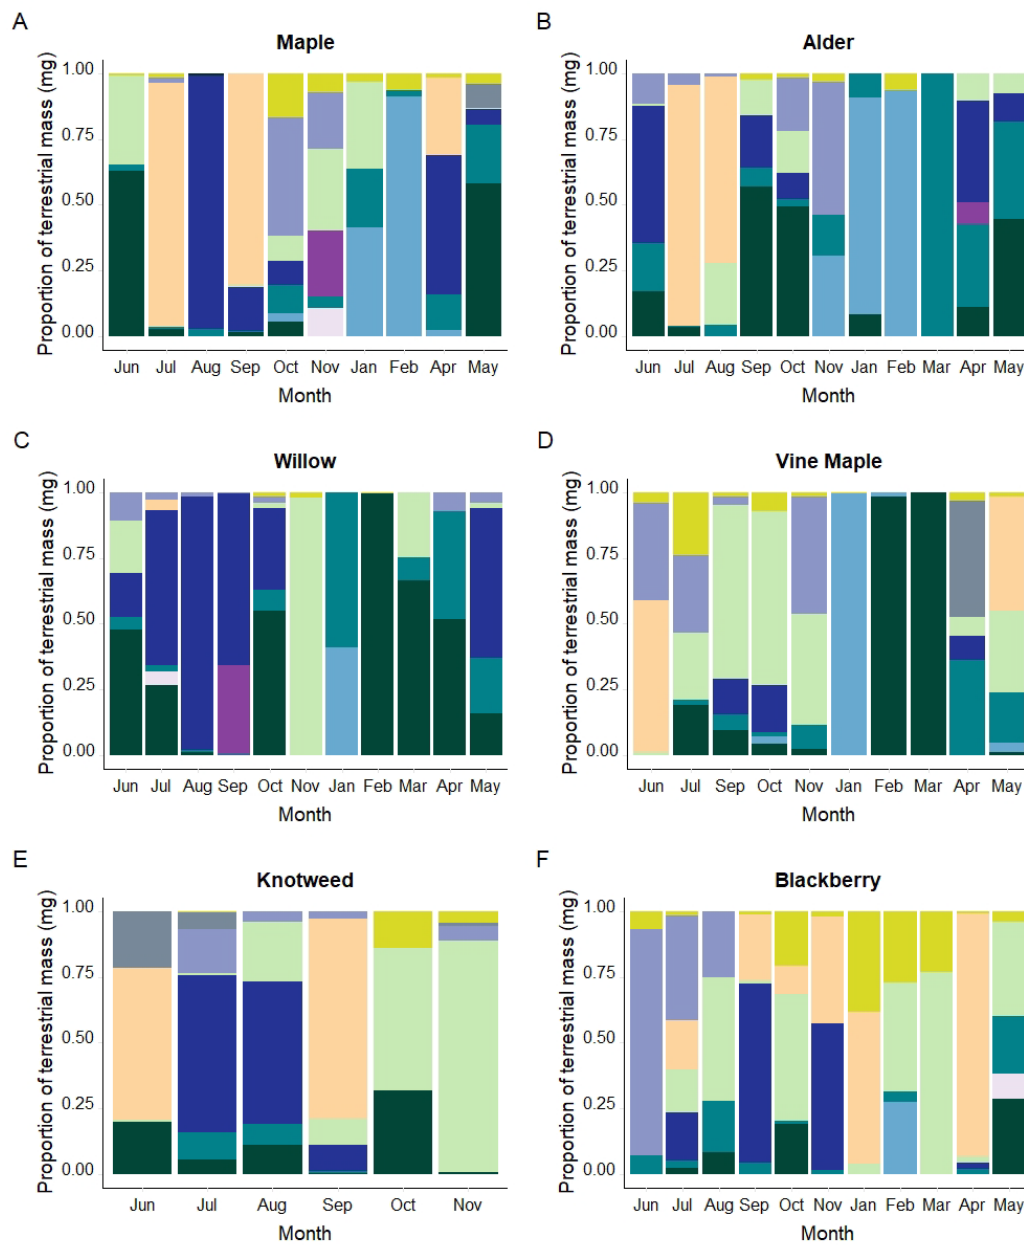 A
Maple
Proportion of terrestrial mass (mg)
1.00
0.75
0.50
0.25
0.00
Jun Jul Aug Sep Oct Nov Jan Feb Apr May
Month
B
Alder
Proportion of terrestrial mass (mg)
1.00
0.75
0.50
0.25
0.00
Jun Jul Aug Sep Oct Nov Jan Feb Mar Apr May
Month
C
Willow
Proportion of terrestrial mass (mg)
1.00
0.75
0.50
0.25
0.00
Jun Jul Aug Sep Oct Nov Jan Feb Mar Apr May
Month
D
Vine Maple
Proportion of terrestrial mass (mg)
1.00
0.75
0.50
0.25
0.00
Jun Jul Sep Oct Nov Jan Feb Mar Apr May
Month
E
Knotweed
Proportion of terrestrial mass (mg)
1.00
0.75
0.50
0.25
0.00
Jun Jul Aug Sep Oct Nov
Month
F
Blackberry
Proportion of terrestrial mass (mg)
1.00
0.75
0.50
0.25
0.00
Jun Jul Aug Sep Oct Nov Jan Feb Mar Apr May
Month